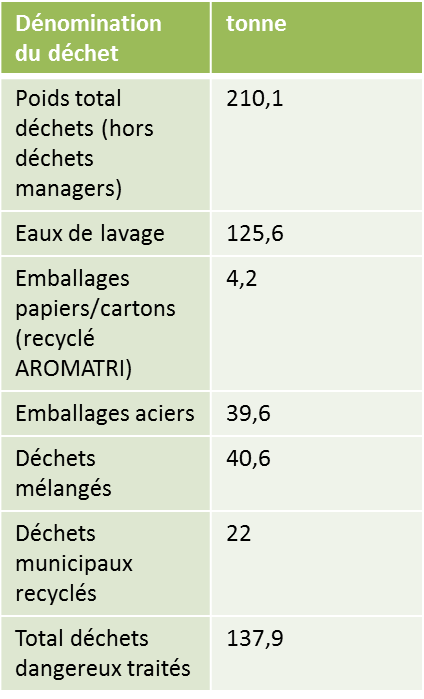 Dénomination
du déchet
tonne
Poids total
déchets (hors
déchets
managers)
210,1
Eaux de lavage
125,6
Emballages
papiers/cartons
(recyclé
AROMATRI)
4,2
Emballages aciers
39,6
Déchets
mélangés
40,6
Déchets
municipaux
recyclés
22
Total déchets
dangereux traités
137,9